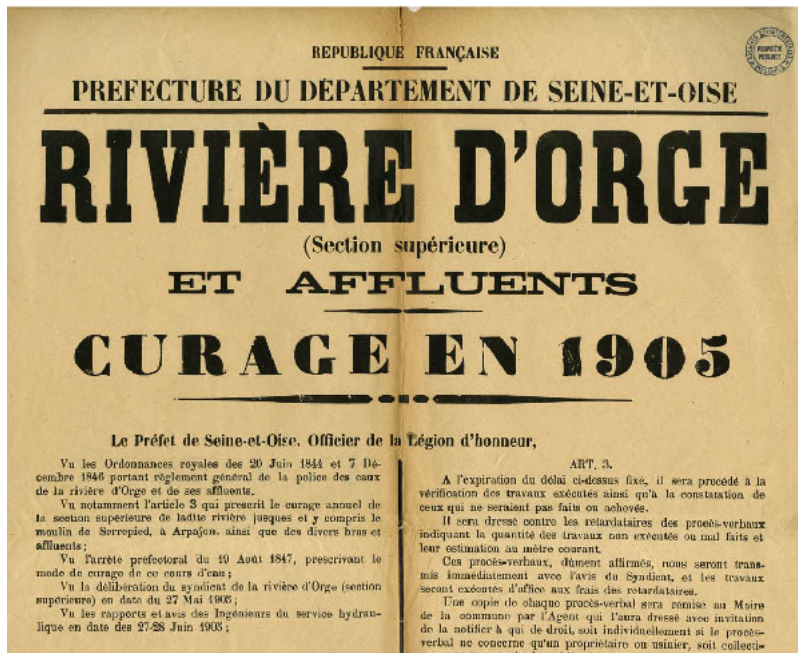 REPUBLIQUE FRANÇAISE
PROPRIÉTÉ
PUBLIQUE
PREFECTURE DU DÉPARTEMENT DE SEINE-ET-OISE
RIVIÈRE D'ORGE
(Section supérieure)
ET AFFLUENTS
CURAGE EN 1905
Le Préfet de Seine-et-Oise, Officier de la Légion d'honneur,
Vu les Ordonnances royales des 20 Juin 1844 et 7 Dé-
cembre 1846 portant règlement général de la police des eaux
de la rivière d'Orge et de ses affluents.
Vu notamment l'article 3 qui prescrit le curage annuel de
la section superieure de ladite rivière jusques et y compris le
moulin de Serrepied, à Arpajon, ainsi que des divers bras et
affluents ;
Vu l'arrêté préfectoral du 19 Août 1847, prescrivant le
mode de curage de ce cours d'eau ;
Vu la délibération du syndicat de la rivière d'Orge (section
supérieure) en date du 27 Mai 1905 ;
Vu les rapports et avis des Ingénieurs du service hydrau-
lique en date des 27-28 Juin 1905 ;
ART. 3.
A l'expiration du délai ci-dessus fixé, il sera procédé à la
vérification des travaux exécutés ainsi qu'à la constatation de
ceux qui ne seraient pas faits ou achevés.
Il sera dressé contre les retardataires des procès-verbaux
indiquant la quantité des travaux non exécutés ou mal faits et
leur estimation au mètre courant.
Ces procès-verbaux, dûment affirmés, nous seront trans-
mis immédiatement avec l'avis du Syndicat, et les travaux
seront exécutés d'office aux frais des retardataires.
Une copie de chaque procès-verbal sera remise au Maire
de la commune par l'Agent qui l'aura dressé avec invitation
de la notifier à qui de droit, soit individuellement si le procès-
verbal ne concerne qu'un propriétaire ou usinier, soit collecti-